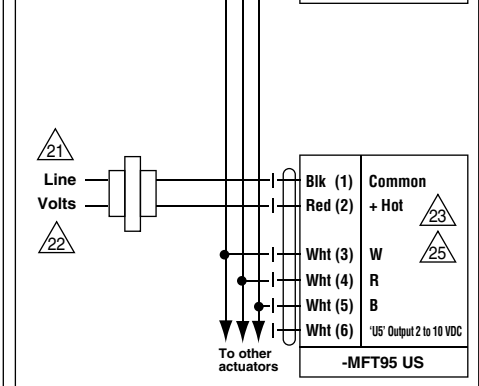 21
Line
Volts
22
Blk (1) Common
Red (2) + Hot
23
Wht (3) W
25
Wht (4) R
Wht (5) B
Wht (6) 'U5' Output 2 to 10 VDC
To other
actuators
-MFT95 US